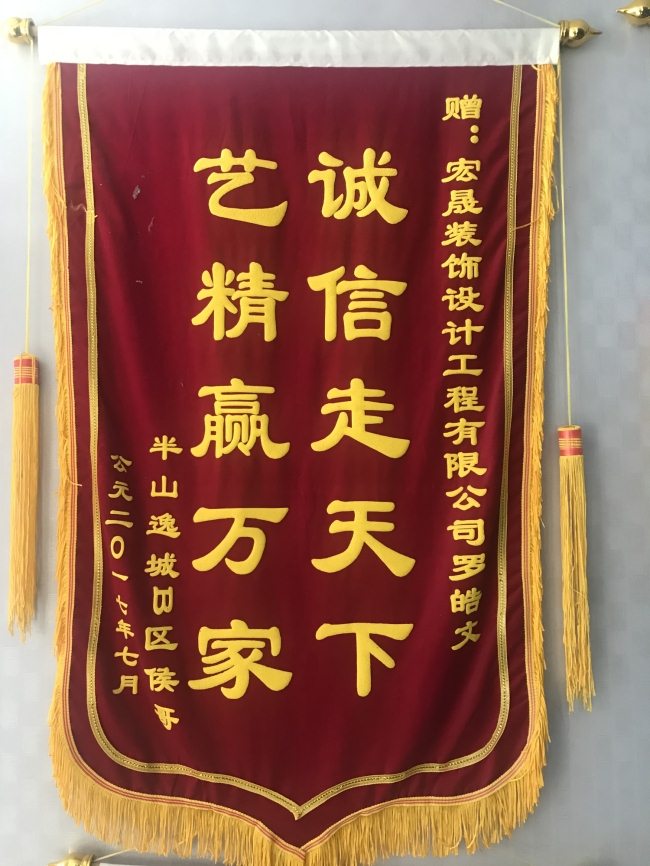 赠：宏晟装饰设计工程有限公司罗皓文
诚信走天下
艺精赢万家
半山逸城B区侯哥
公元二〇一七年七月